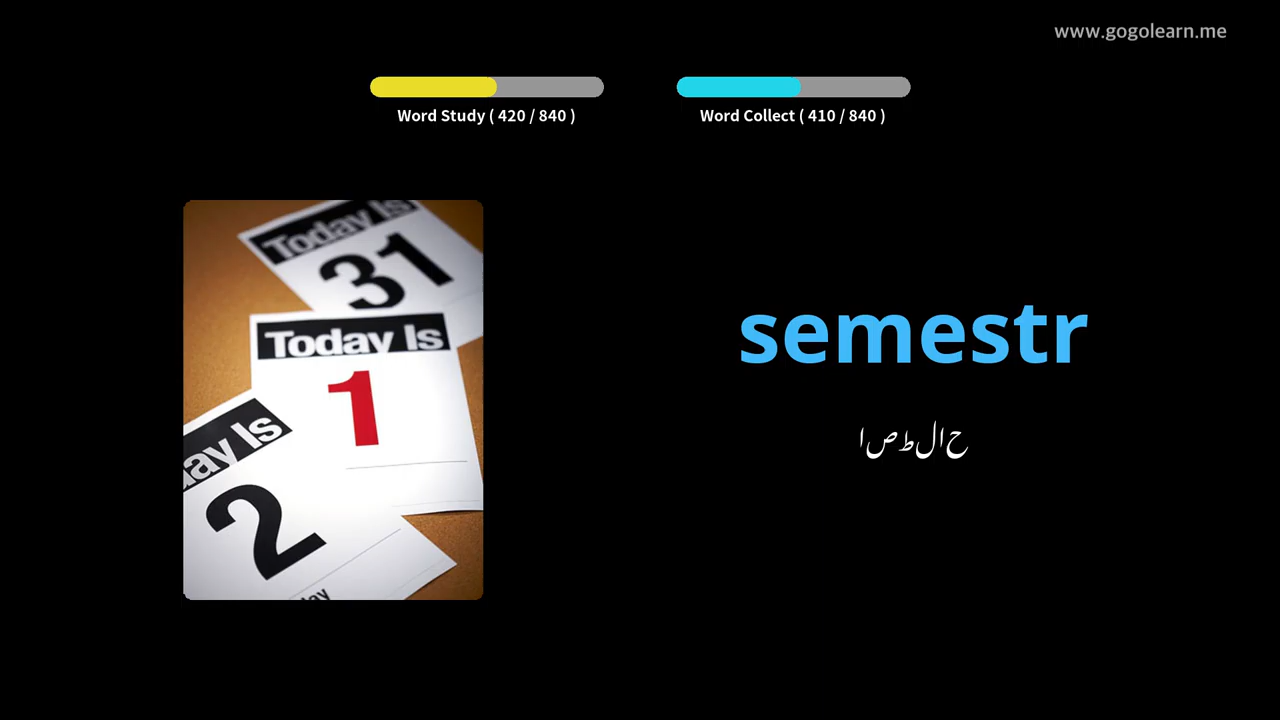 www.gogolearn.me
Word Study ( 420 / 840 )
Word Collect ( 410 / 840 )
Today Is
31
Today Is
1
ay Is
2
semestr
اصطلاح